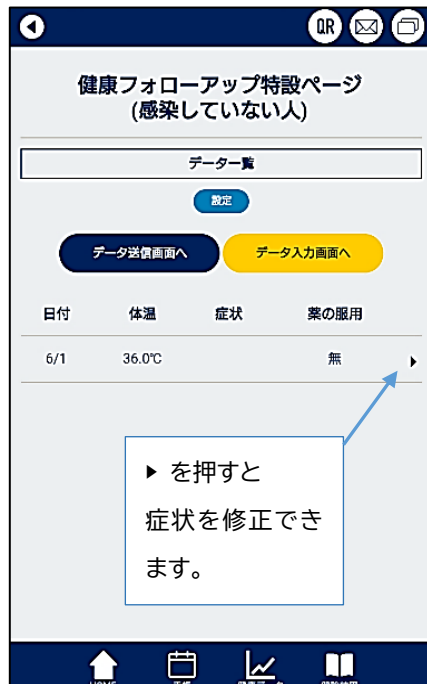 QR
健康フォローアップ特設ページ
(感染していない人)
データ一覧
設定
データ送信画面へ データ入力画面へ
日付 体温 症状 薬の服用
6/1 36.0℃ 無 ▶
▶ を押すと
症状を修正でき
ます。